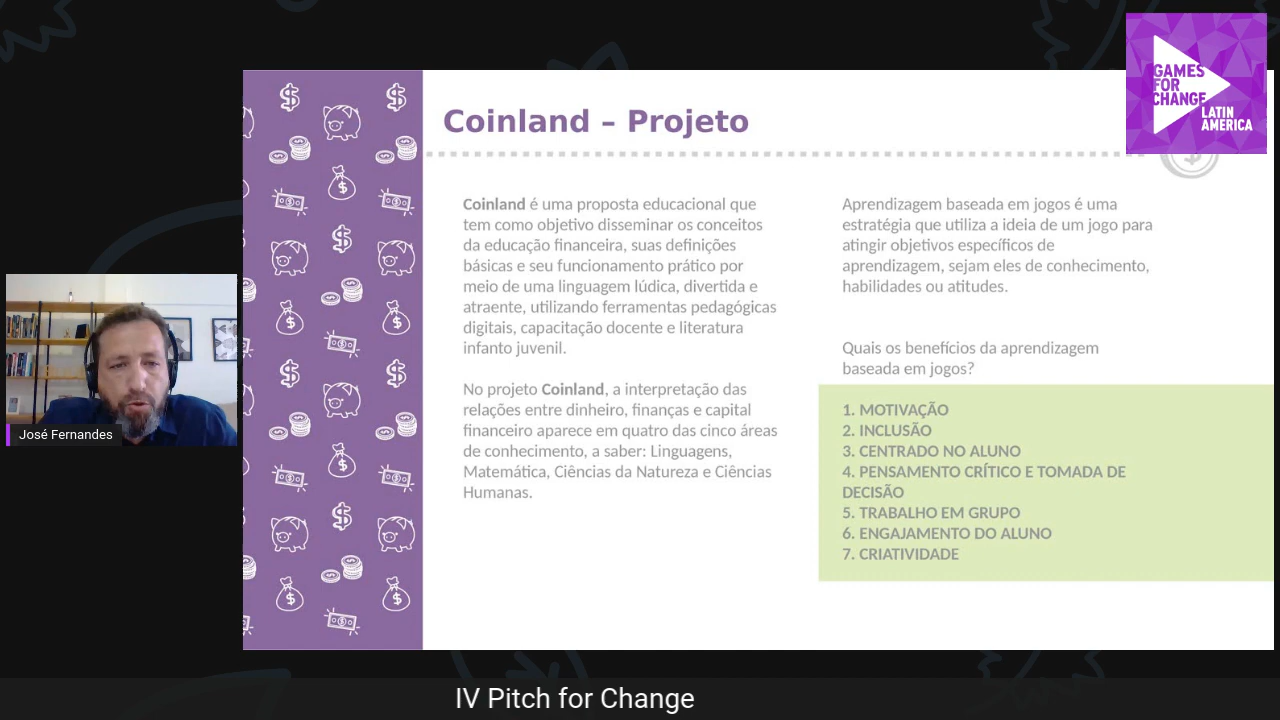 GAMES
FOR
CHANGE
LATIN
AMERICA
Coinland – Projeto
Coinland é uma proposta educacional que
tem como objetivo disseminar os conceitos
da educação financeira, suas definições
básicas e seu funcionamento prático por
meio de uma linguagem lúdica, divertida e
atraente, utilizando ferramentas pedagógicas
digitais, capacitação docente e literatura
infanto juvenil.
No projeto Coinland, a interpretação das
relações entre dinheiro, finanças e capital
financeiro aparece em quatro das cinco áreas
de conhecimento, a saber: Linguagens,
Matemática, Ciências da Natureza e Ciências
Humanas.
Aprendizagem baseada em jogos é uma
estratégia que utiliza a ideia de um jogo para
atingir objetivos específicos de
aprendizagem, sejam eles de conhecimento,
habilidades ou atitudes.
Quais os benefícios da aprendizagem
baseada em jogos?
1. MOTIVAÇÃO
2. INCLUSÃO
3. CENTRADO NO ALUNO
4. PENSAMENTO CRÍTICO E TOMADA DE
DECISÃO
5. TRABALHO EM GRUPO
6. ENGAJAMENTO DO ALUNO
7. CRIATIVIDADE
José Fernandes
IV Pitch for Change